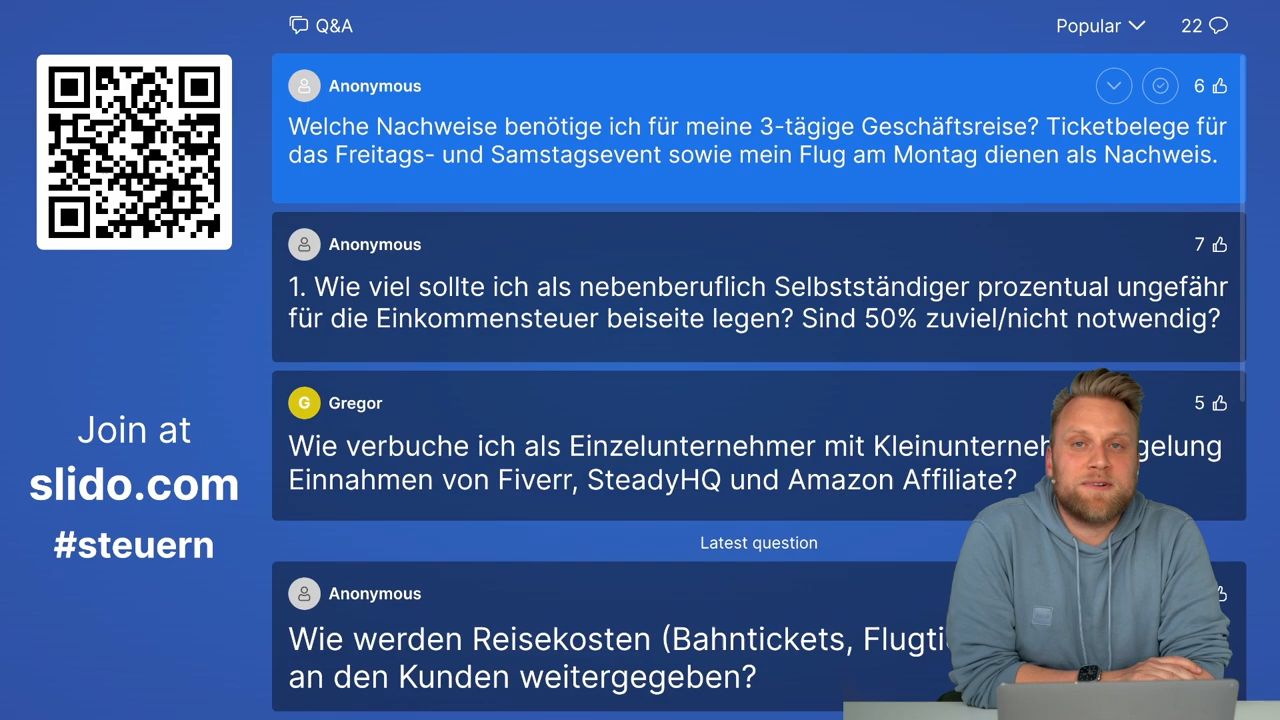 Q&A
Popular
22
Anonymous
6
Welche Nachweise benötige ich für meine 3-tägige Geschäftsreise? Ticketbelege für
das Freitags- und Samstagsevent sowie mein Flug am Montag dienen als Nachweis.
Anonymous
7
1. Wie viel sollte ich als nebenberuflich Selbstständiger prozentual ungefähr
für die Einkommensteuer beiseite legen? Sind 50% zuviel/nicht notwendig?
G
Gregor
5
Wie verbuche ich als Einzelunternehmer mit Kleinunterneh gelung
Einnahmen von Fiverr, SteadyHQ und Amazon Affiliate?
Latest question
Anonymous
Wie werden Reisekosten (Bahntickets, Flugti
an den Kunden weitergegeben?
Join at
slido.com
#steuern